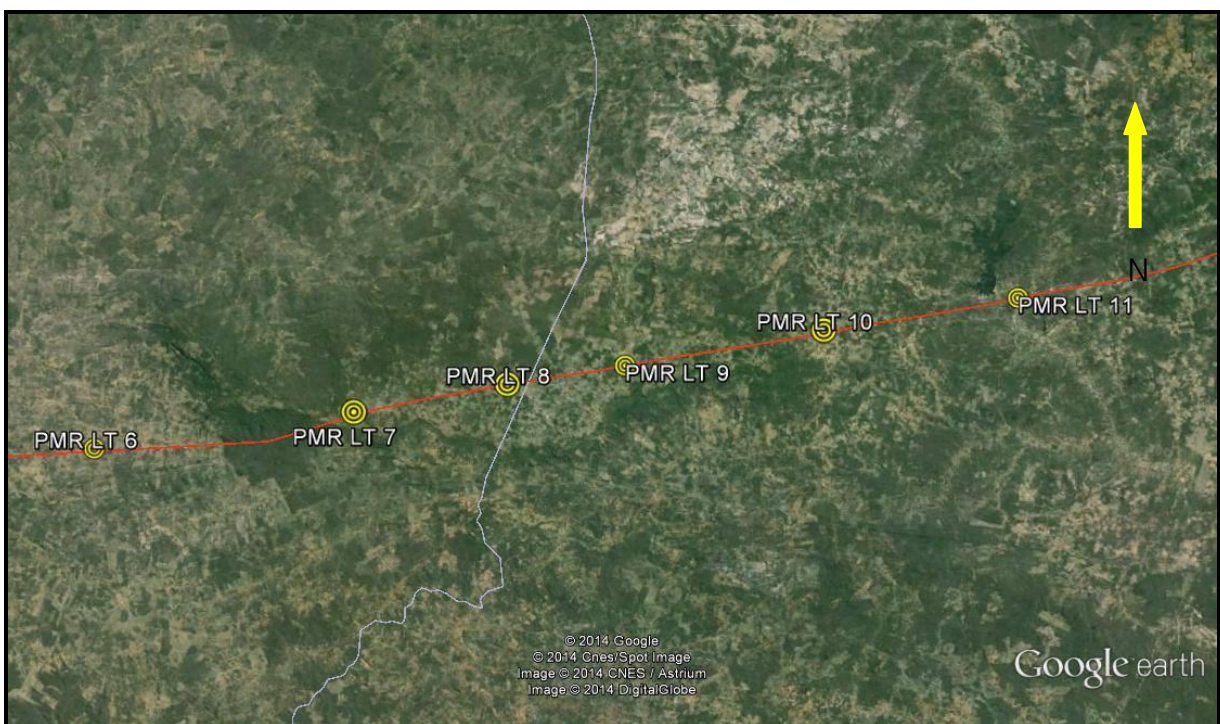 N
PMR LT 11
PMR LT 10
PMR LT 9
PMR LT 8
PMR LT 7
PMR LT 6
© 2014 Google
© 2014 Cnes/Spot Image
Image © 2014 CNES / Astrium
Image © 2014 DigitalGlobe
Google earth